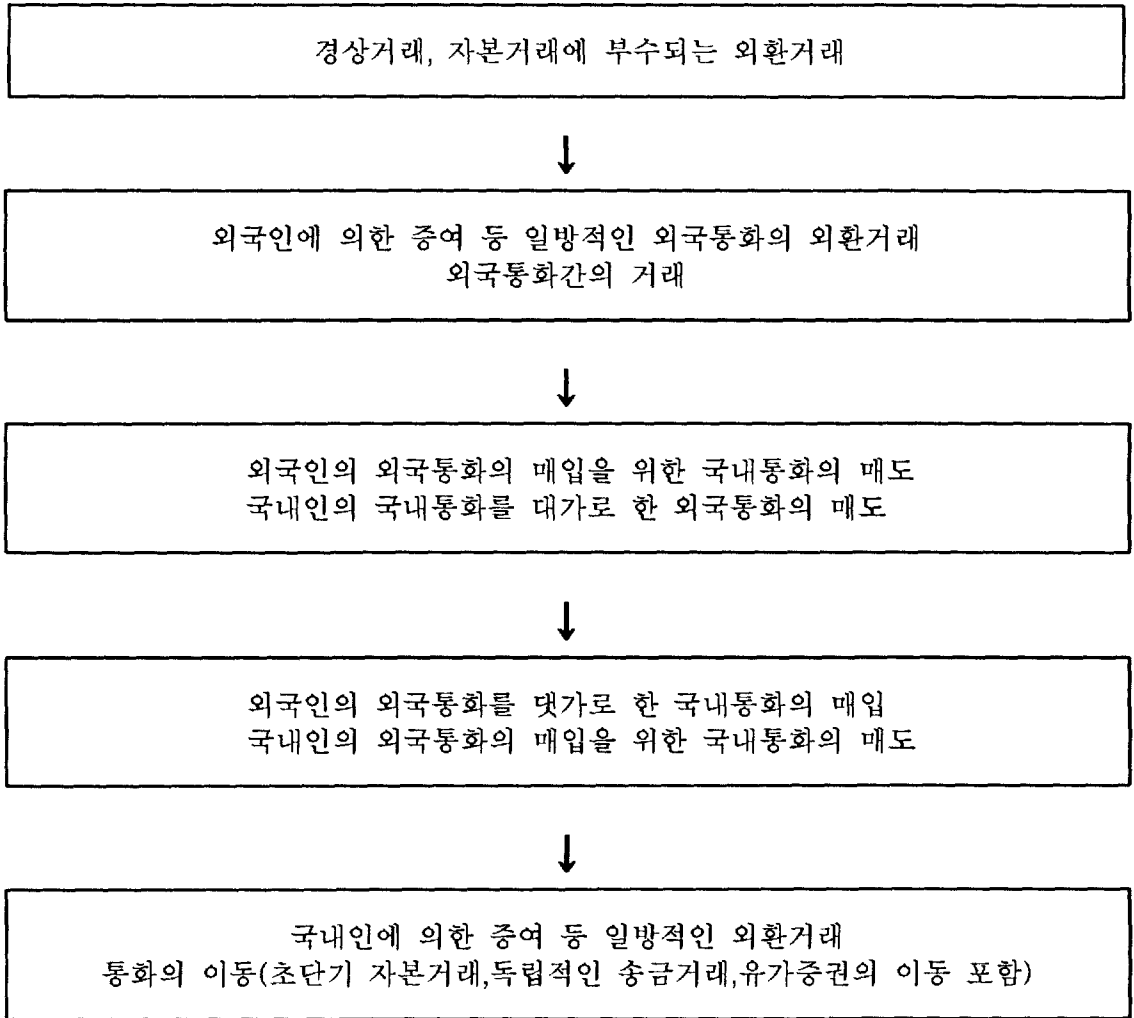 경상거래, 자본거래에 부수되는 외환거래
↓
외국인에 의한 증여 등 일방적인 외국통화의 외환거래
외국통화간의 거래
↓
외국인의 외국통화의 매입을 위한 국내통화의 매도
국내인의 국내통화를 대가로 한 외국통화의 매도
↓
외국인의 외국통화를 댓가로 한 국내통화의 매입
국내인의 외국통화의 매입을 위한 국내통화의 매도
↓
국내인에 의한 증여 등 일방적인 외환거래
통화의 이동(초단기 자본거래,독립적인 송금거래,유가증권의 이동 포함)